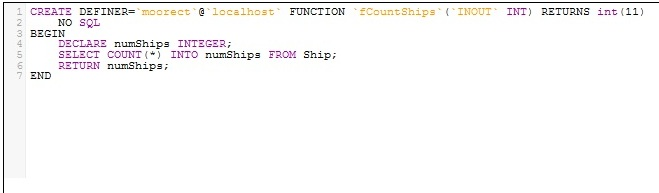 1 CREATE DEFINER=`moorect`@`localhost` FUNCTION `fCountShips`(`INOUT` INT) RETURNS int(11)
2 NO SQL
3 BEGIN
4 DECLARE numShips INTEGER;
5 SELECT COUNT(*) INTO numShips FROM Ship;
6 RETURN numShips;
7 END